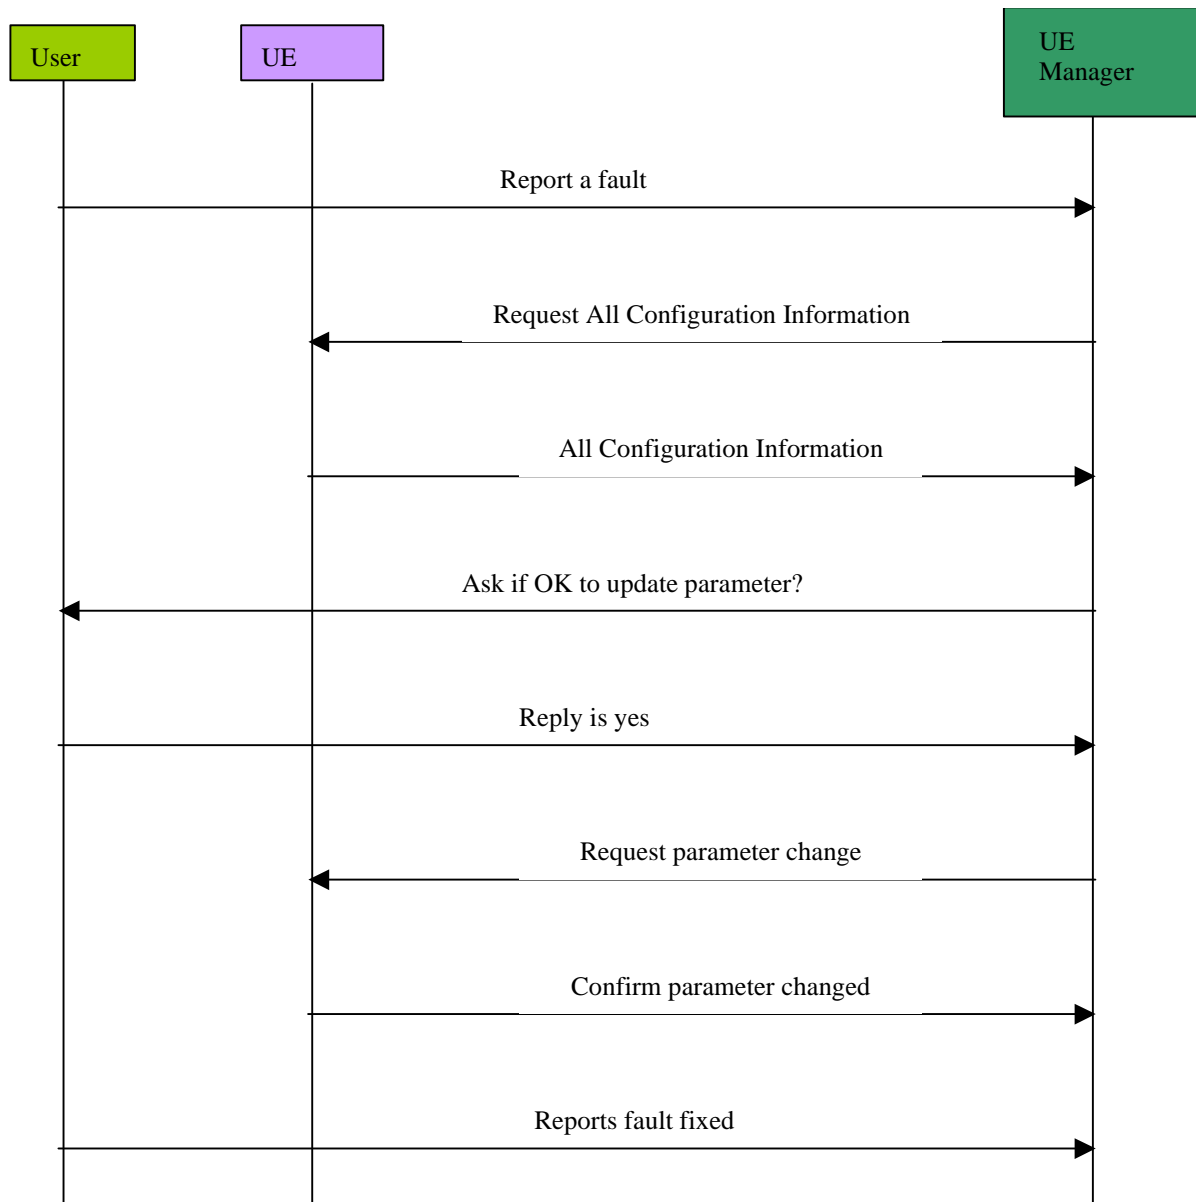 User
UE
UE
Manager
Report a fault
Request All Configuration Information
All Configuration Information
Ask if OK to update parameter?
Reply is yes
Request parameter change
Confirm parameter changed
Reports fault fixed